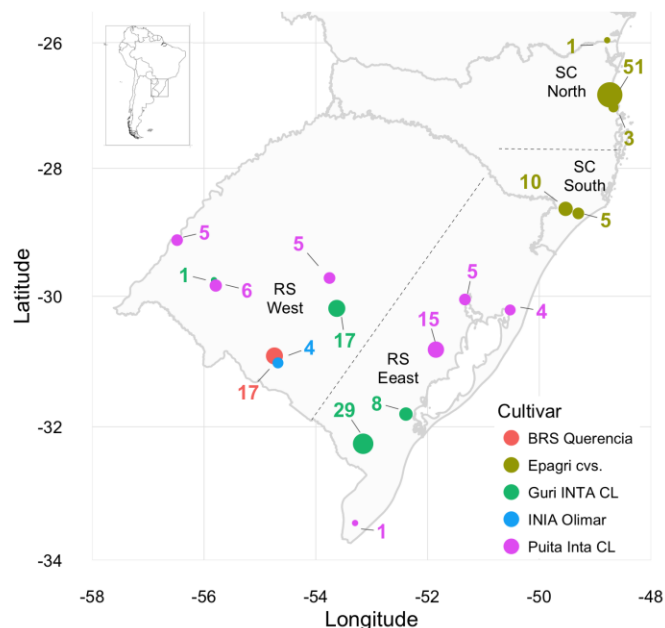 -26
1
SC
North
51
3
-28
10
SC
South
5
5
5
5
1
6
RS
West
-30
4
15
17
4
RS
Eeast
17
8
29
-32
Cultivar
BRS Querencia
Epagri cvs.
Guri INTA CL
INIA Olimar
Puita Inta CL
1
-34
-58
-56
-54
-52
-50
-48
Latitude
Longitude